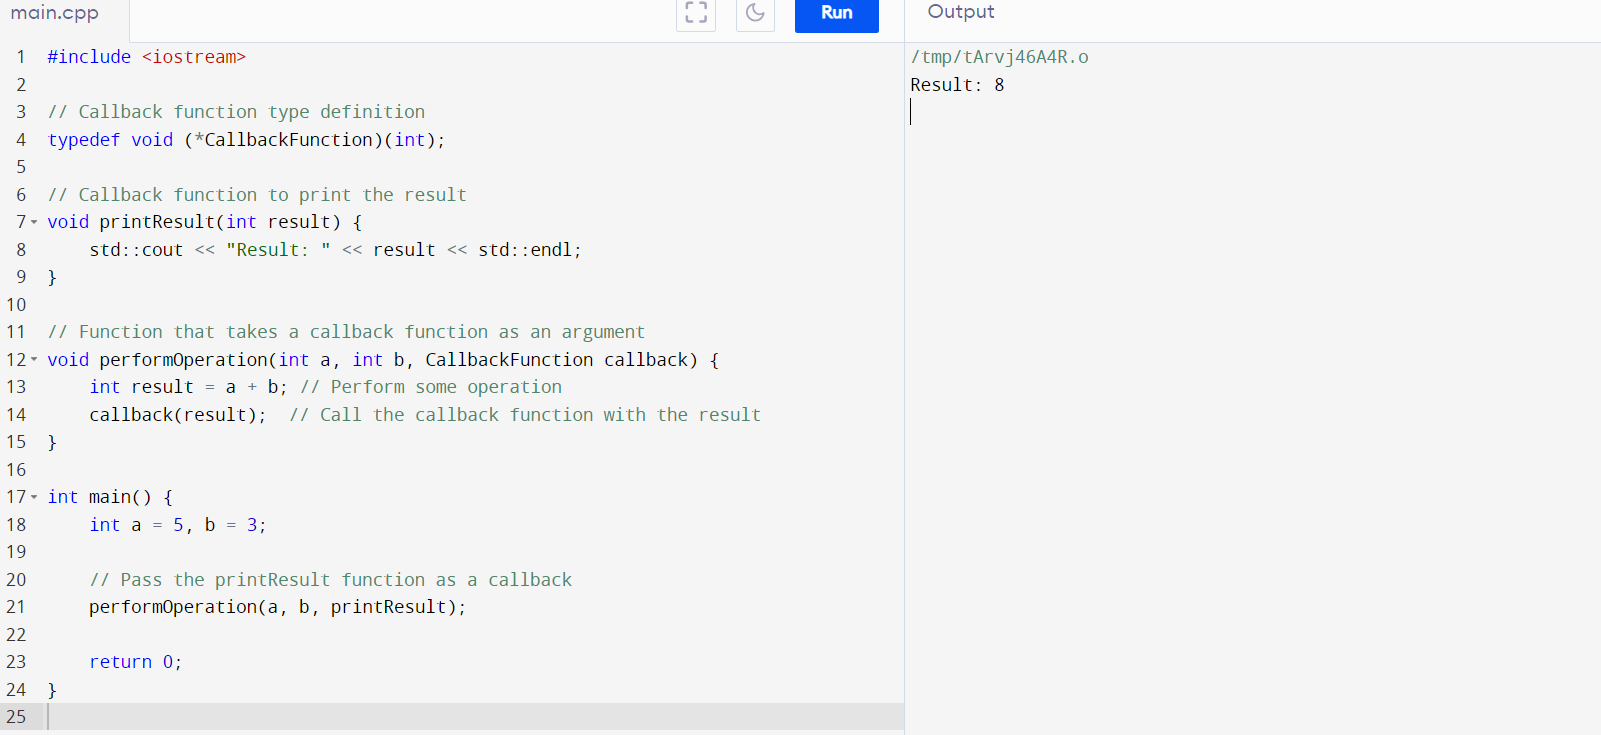 main.cpp
Run
Output
1 #include <iostream>
2
3 // Callback function type definition
4 typedef void (*CallbackFunction)(int);
5
6 // Callback function to print the result
7 void printResult(int result) {
8     std::cout << "Result: " << result << std::endl;
9 }
10
11 // Function that takes a callback function as an argument
12 void performOperation(int a, int b, CallbackFunction callback) {
13     int result = a + b; // Perform some operation
14     callback(result);  // Call the callback function with the result
15 }
16
17 int main() {
18     int a = 5, b = 3;
19
20     // Pass the printResult function as a callback
21     performOperation(a, b, printResult);
22
23     return 0;
24 }
25
/tmp/tArvj46A4R.o
Result: 8